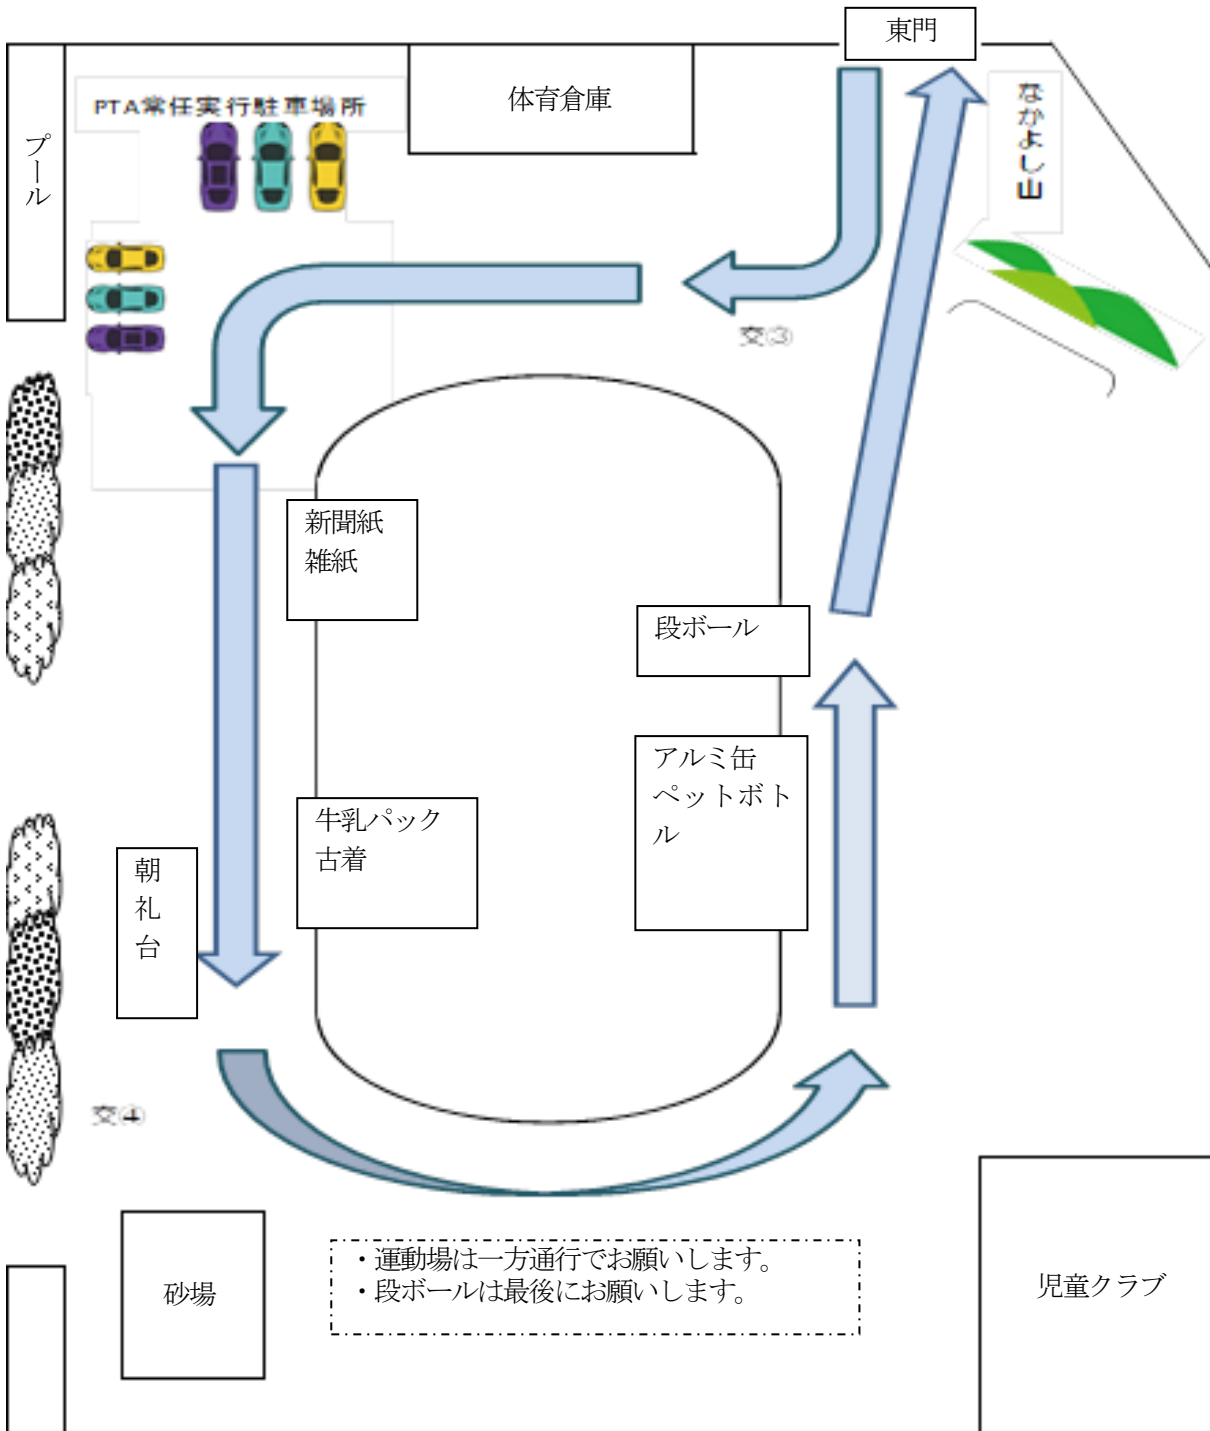 東門
体育倉庫
PTA常任実行駐車場所
プール
なかよし山
交③
新聞紙
雑紙
段ボール
アルミ缶
ペットボト
ル
牛乳パック
古着
朝
礼
台
交④
・運動場は一方通行でお願いします。
・段ボールは最後にお願いします。
砂場
児童クラブ